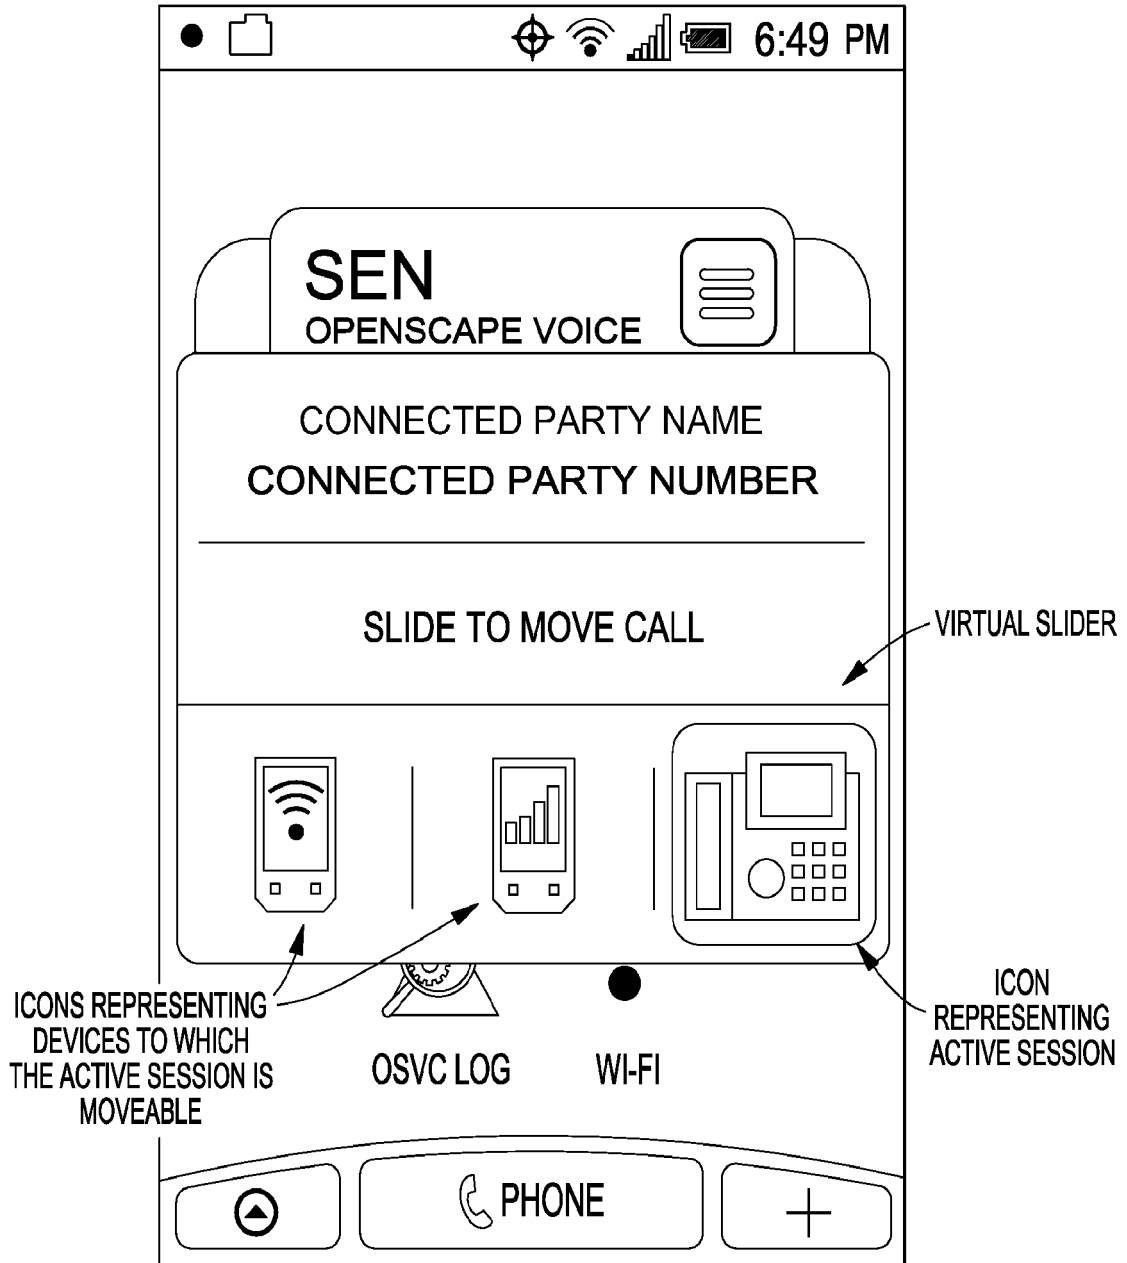 6:49 PM
SEN
OPENSCAPE VOICE
CONNECTED PARTY NAME
CONNECTED PARTY NUMBER
SLIDE TO MOVE CALL
VIRTUAL SLIDER
ICONS REPRESENTING
DEVICES TO WHICH
THE ACTIVE SESSION IS
MOVEABLE
ICON
REPRESENTING
ACTIVE SESSION
OSVC LOG
WI-FI
PHONE